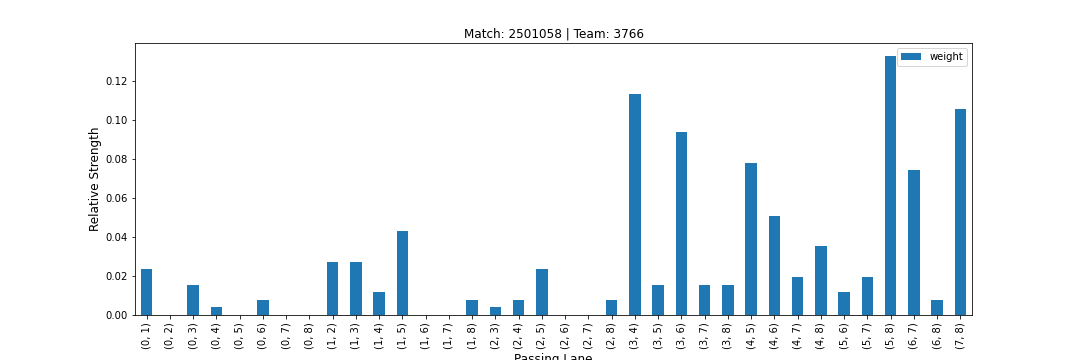 Match: 2501058 | Team: 3766
weight
Relative Strength
0.12
0.10
0.08
0.06
0.04
0.02
0.00
(0, 1) (0, 2) (0, 3) (0, 4) (0, 5) (0, 6) (0, 7) (0, 8) (1, 2) (1, 3) (1, 4) (1, 5) (1, 6) (1, 7) (1, 8) (2, 3) (2, 4) (2, 5) (2, 6) (2, 7) (2, 8) (3, 4) (3, 5) (3, 6) (3, 7) (3, 8) (4, 5) (4, 6) (4, 7) (4, 8) (5, 6) (5, 7) (5, 8) (6, 7) (6, 8) (7, 8)
Passing Lane